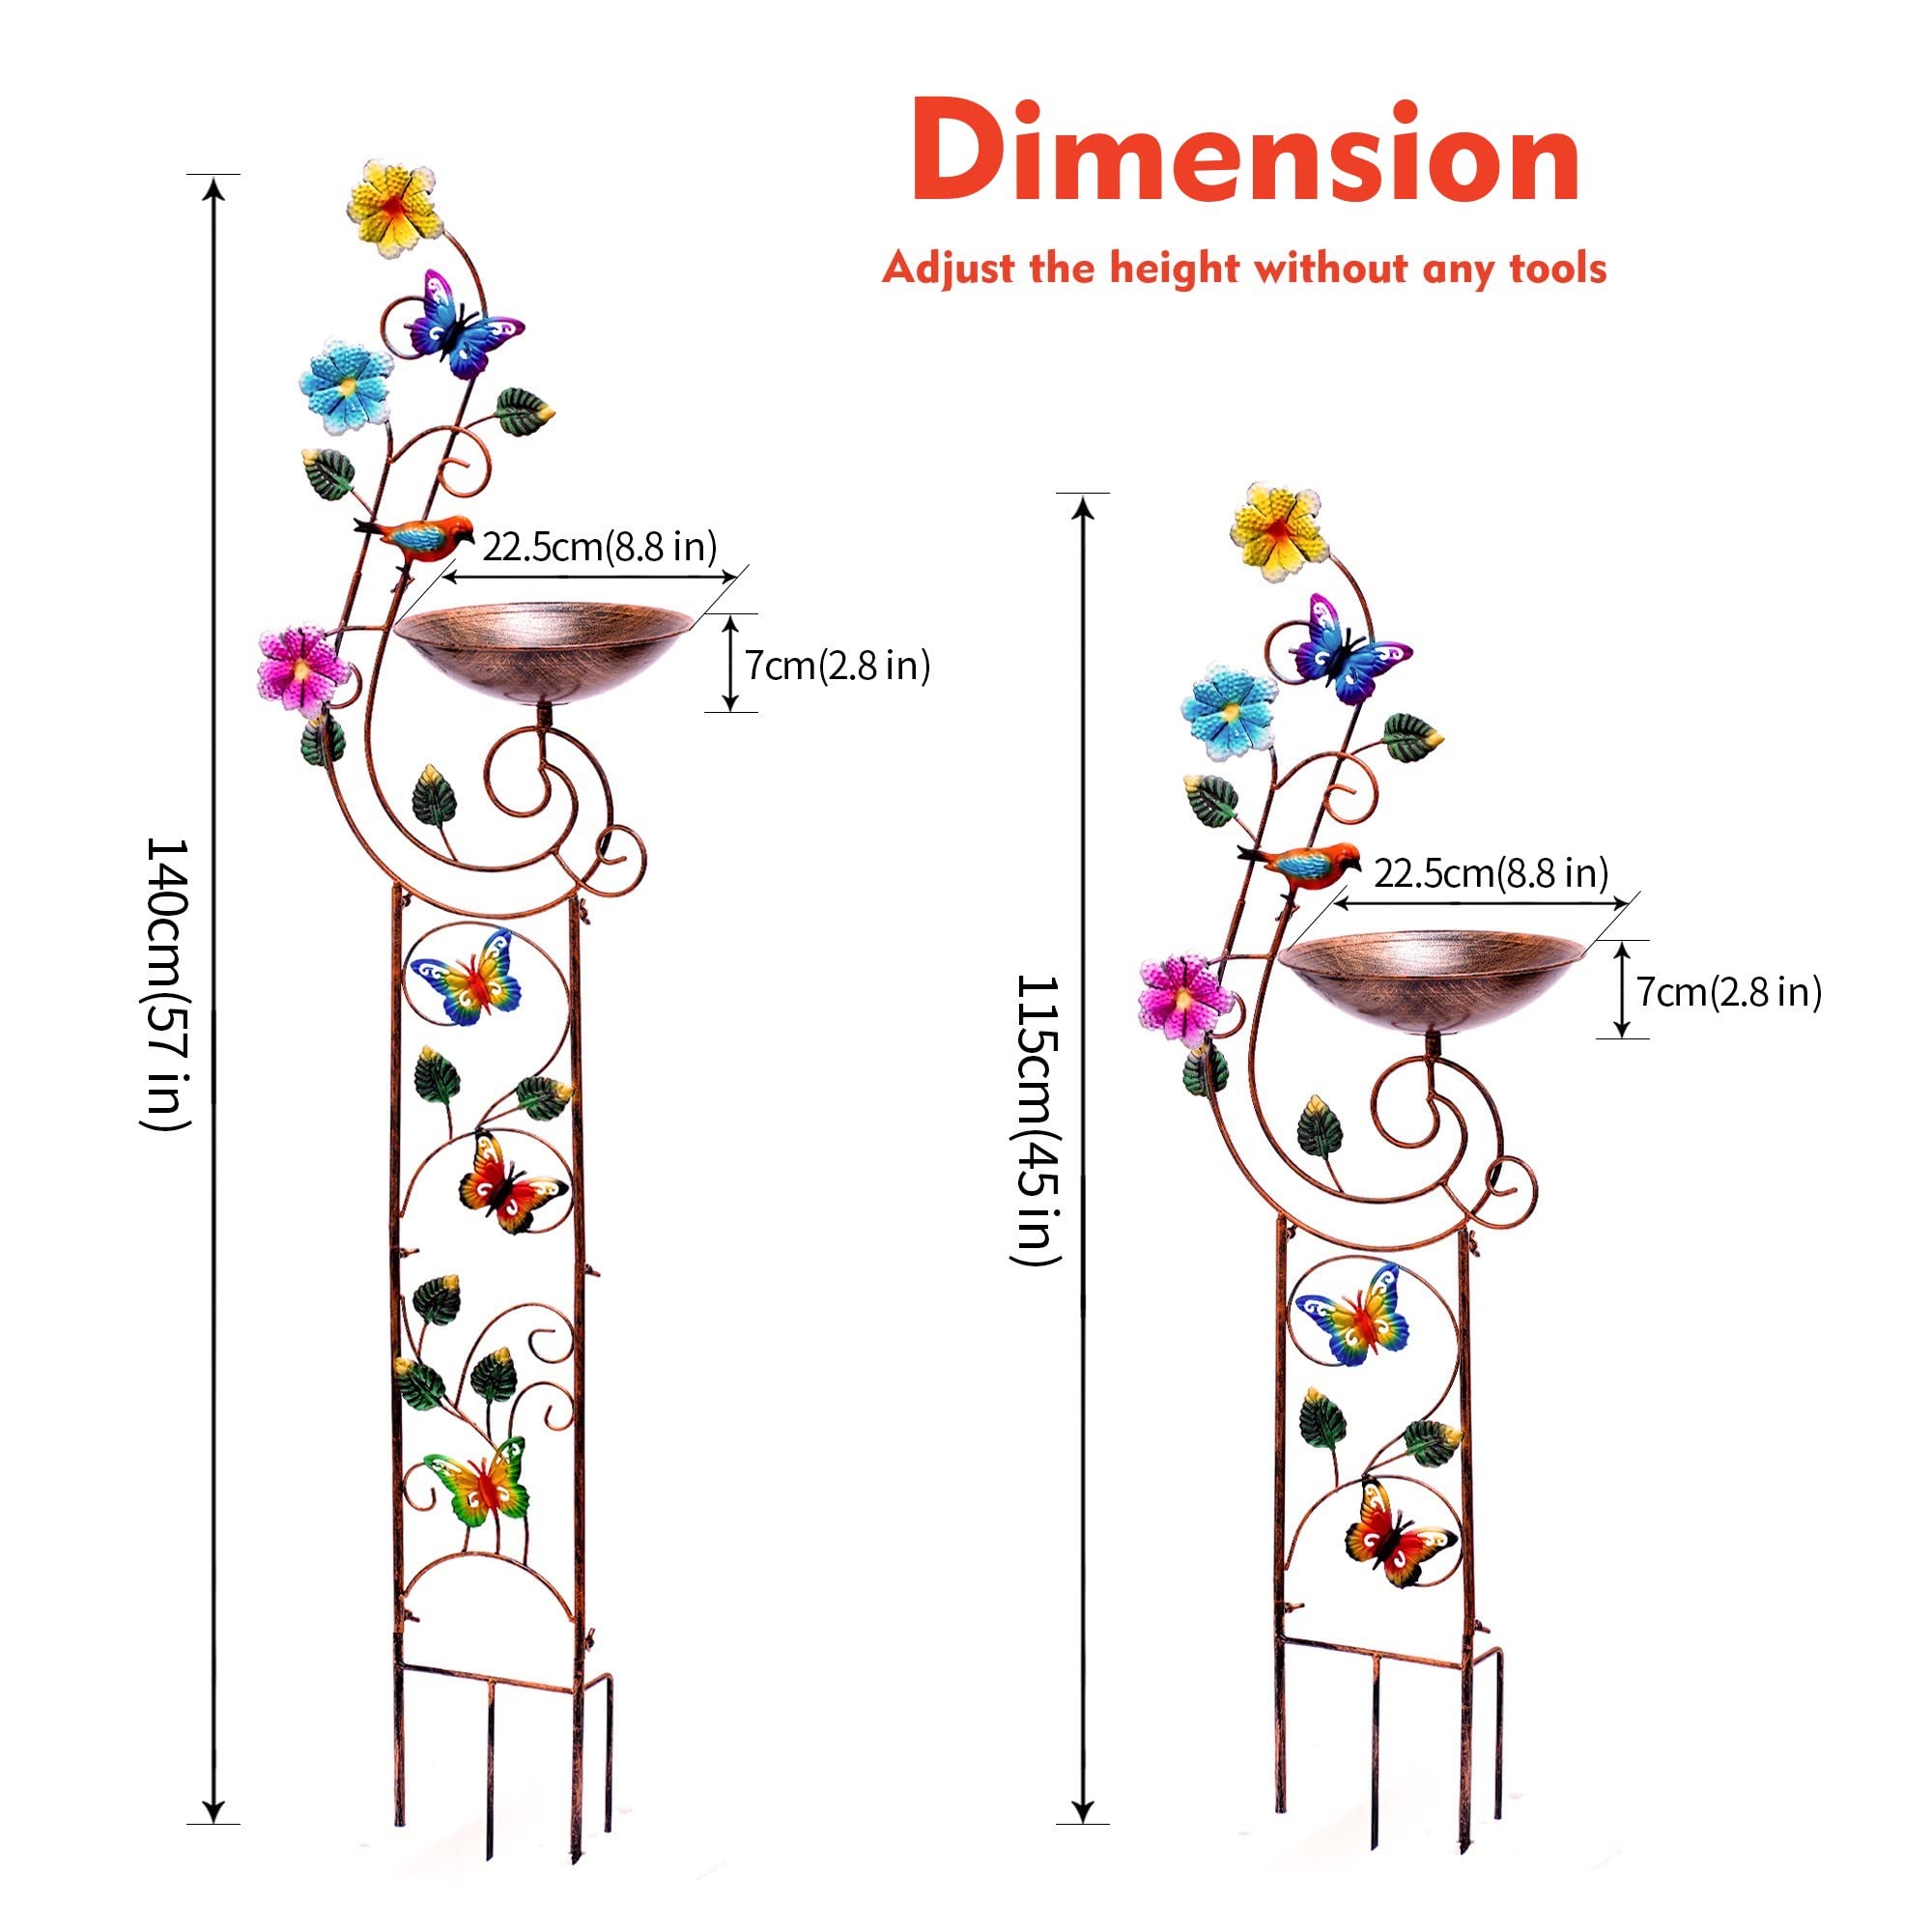 Dimension
Adjust the height without any tools
22.5cm(8.8 in)
7cm(2.8 in)
140cm(57 in)
22.5cm(8.8 in)
7cm(2.8 in)
115cm(45 in)